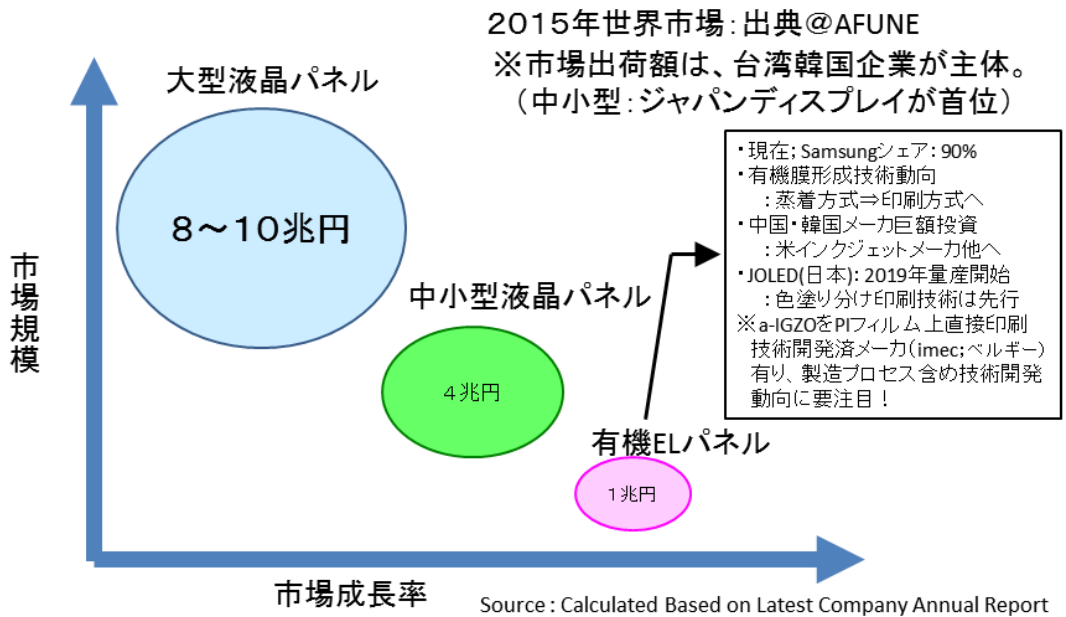 2015年世界市場:出典@AFUNE
※市場出荷額は、台湾韓国企業が主体。
(中小型:ジャパンディスプレイが首位)
大型液晶パネル
8~10兆円
中小型液晶パネル
4兆円
有機ELパネル
1兆円
・現在; Samsungシェア: 90%
・有機膜形成技術動向
:蒸着方式⇒印刷方式へ
・中国・韓国メーカ巨額投資
:米インクジェットメーカ他へ
・JOLED(日本): 2019年量産開始
:色塗り分け印刷技術は先行
※a-IGZOをPIフィルム上直接印刷
技術開発済メーカ(imec;ベルギー)
有り、製造プロセス含め技術開発
動向に要注目!
市場規模
市場成長率
Source : Calculated Based on Latest Company Annual Report